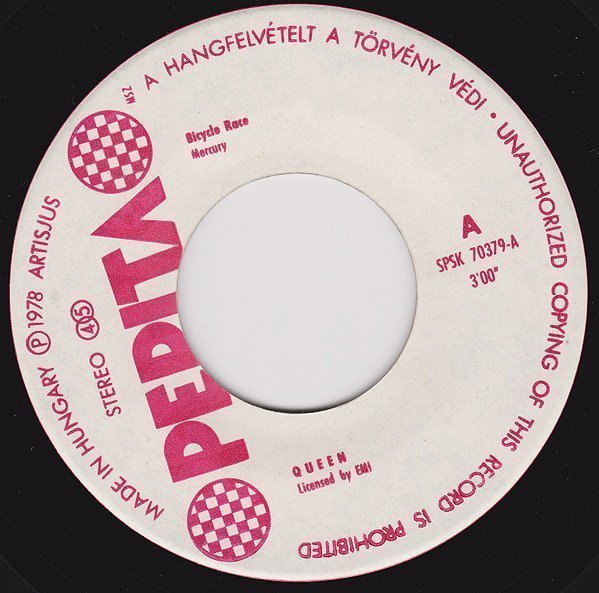 A HANGFELVÉTELT A TÖRVÉNY VÉDI · UNAUTHORIZED COPYING OF THIS RECORD IS PROHIBITED
MADE IN HUNGARY Ⓟ 1978 ARTISJUS
MSZ
STEREO 45
PEPITA
Bicycle Race
Mercury
A
SPSK 70379-A
3'00"
QUEEN
Licensed by EMI